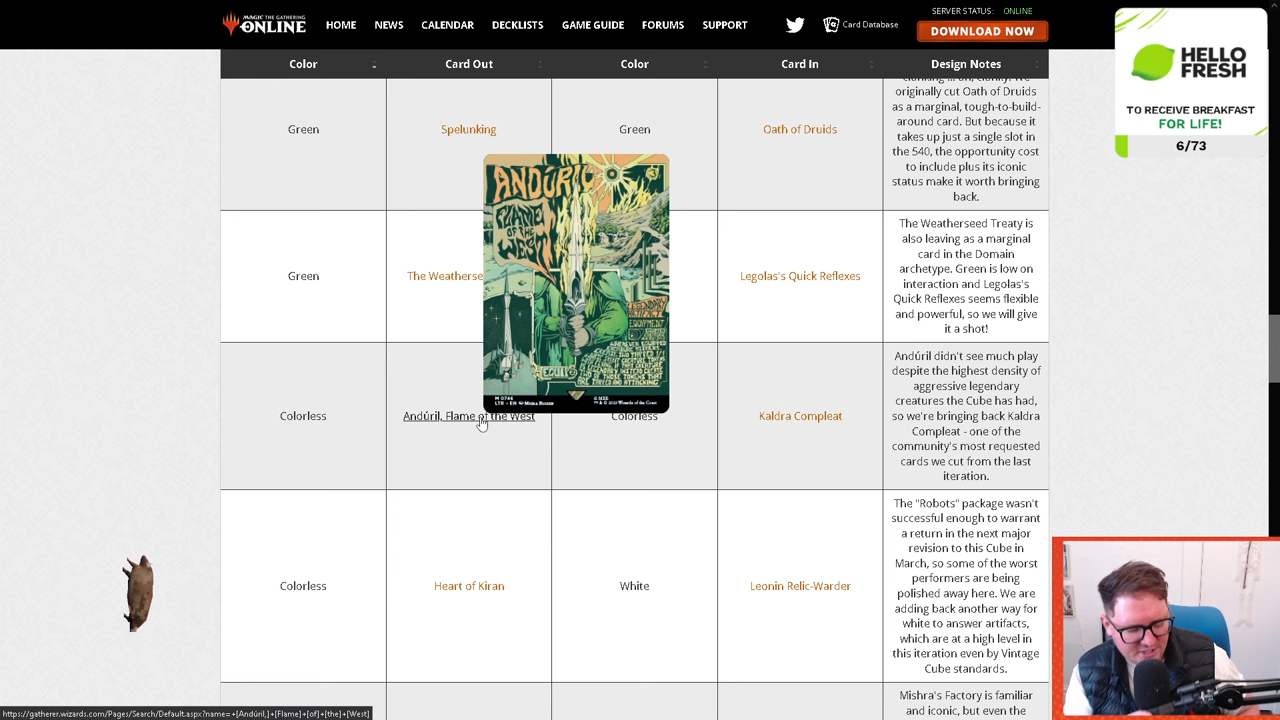 MAGIC THE GATHERING
ONLINE
HOME
NEWS
CALENDAR
DECKLISTS
GAME GUIDE
FORUMS
SUPPORT
Card Database
SERVER STATUS: ONLINE
DOWNLOAD NOW
HELLO
FRESH
TO RECEIVE BREAKFAST
FOR LIFE!
6/73
Color
Card Out
Color
Card In
Design Notes
Green
Spelunking
Green
Oath of Druids
originally cut Oath of Druids
as a marginal, tough-to-build-
around card. But because it
takes up just a single slot in
the 540, the opportunity cost
to include plus its iconic
status make it worth bringing
back.
Green
The Weatherse
Legolas's Quick Reflexes
The Weatherseed Treaty is
also leaving as a marginal
card in the Domain
archetype. Green is low on
interaction and Legolas's
Quick Reflexes seems flexible
and powerful, so we will give
it a shot!
ANDÚRIL
FLAME
OF THE
WEST
3
LEGENDARY
ARTIFACT
EQUIPMENT
EQUIP 2
M 0746
Colorless
Andúril, Flame of the West
Colorless
Kaldra Compleat
Andúril didn't see much play
despite the highest density of
aggressive legendary
creatures the Cube has had,
so we're bringing back Kaldra
Compleat - one of the
community's most requested
cards we cut from the last
iteration.
Colorless
Heart of Kiran
White
Leonin Relic-Warder
The "Robots" package wasn't
successful enough to warrant
a return in the next major
revision to this Cube in
March, so some of the worst
performers are being
polished away here. We are
adding back another way for
white to answer artifacts,
which are at a high level in
this iteration even by Vintage
Cube standards.
Mishra's Factory is familiar
and iconic, but even the
https://gatherer.wizards.com/Pages/Search/Default.aspx?name=+[Andúril,]+[Flame]+[of]+[the]+[West]